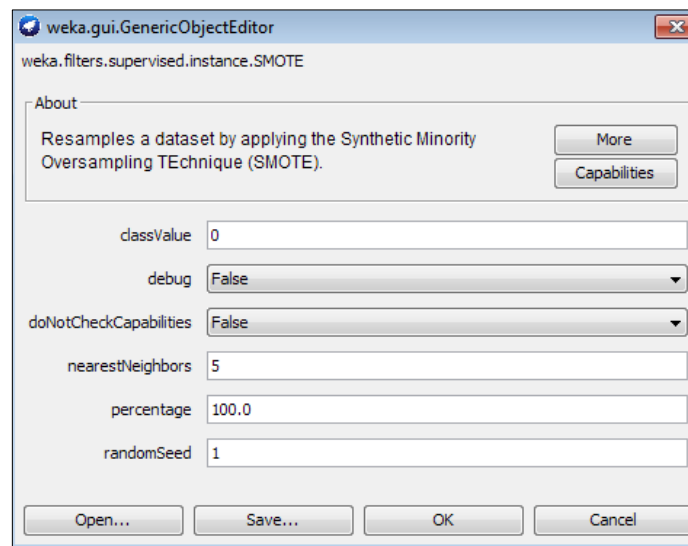 weka.gui.GenericObjectEditor
weka.filters.supervised.instance.SMOTE
About
Resamples a dataset by applying the Synthetic Minority
Oversampling TEchnique (SMOTE).
More
Capabilities
classValue 0
debug False
doNotCheckCapabilities False
nearestNeighbors 5
percentage 100.0
randomSeed 1
Open... Save... OK Cancel